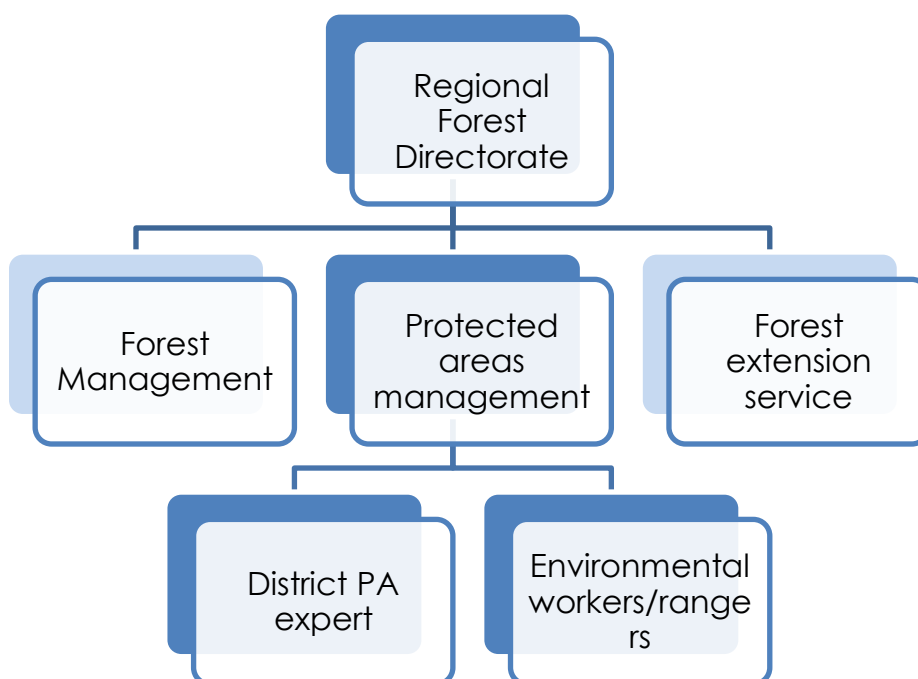 Regional
Forest
Directorate
Forest
Management
Protected
areas
management
Forest
extension
service
District PA
expert
Environmental
workers/range
rs